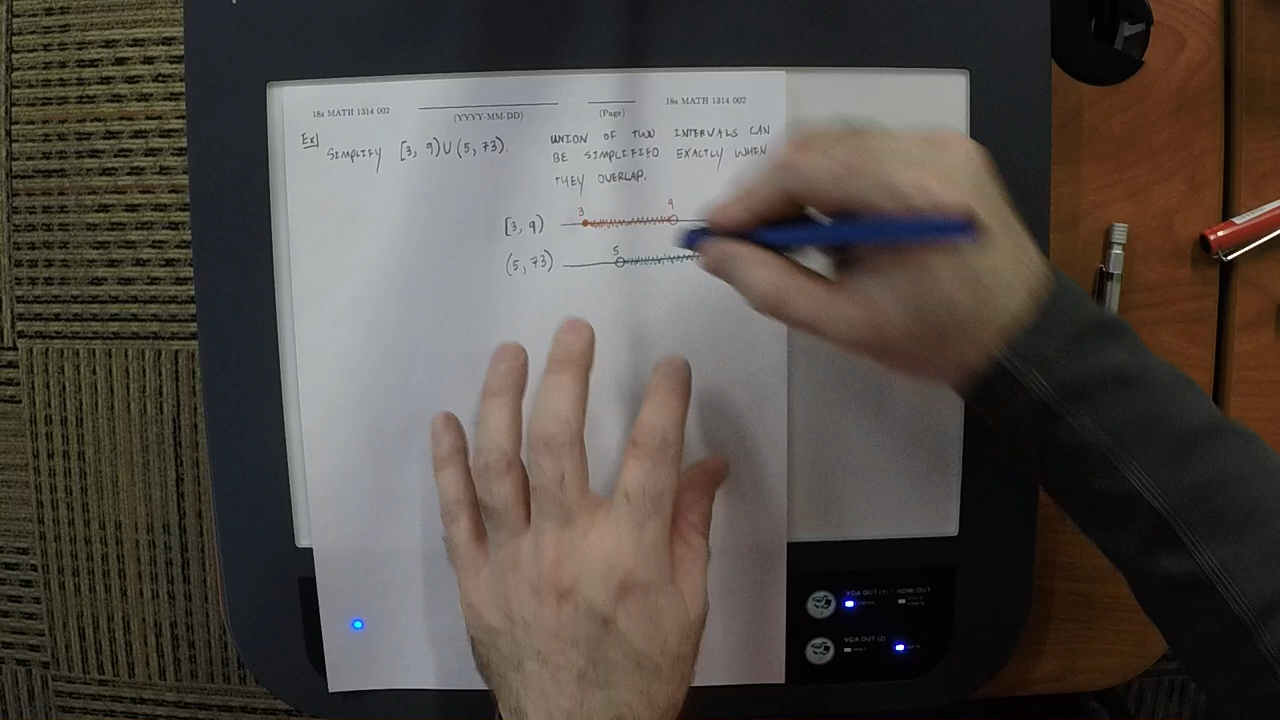 18s MATH 1314 002
(YYYY-MM-DD)
(Page)
18s MATH 1314 002
Ex]
SIMPLIFY [3, 9) ∪ (5, 73).
UNION OF TWO INTERVALS CAN
BE SIMPLIFIED EXACTLY WHEN
THEY OVERLAP.
3 9
[3, 9)
5
(5, 73)
VGA OUT (1) / HDMI OUT
VGA OUT (2)